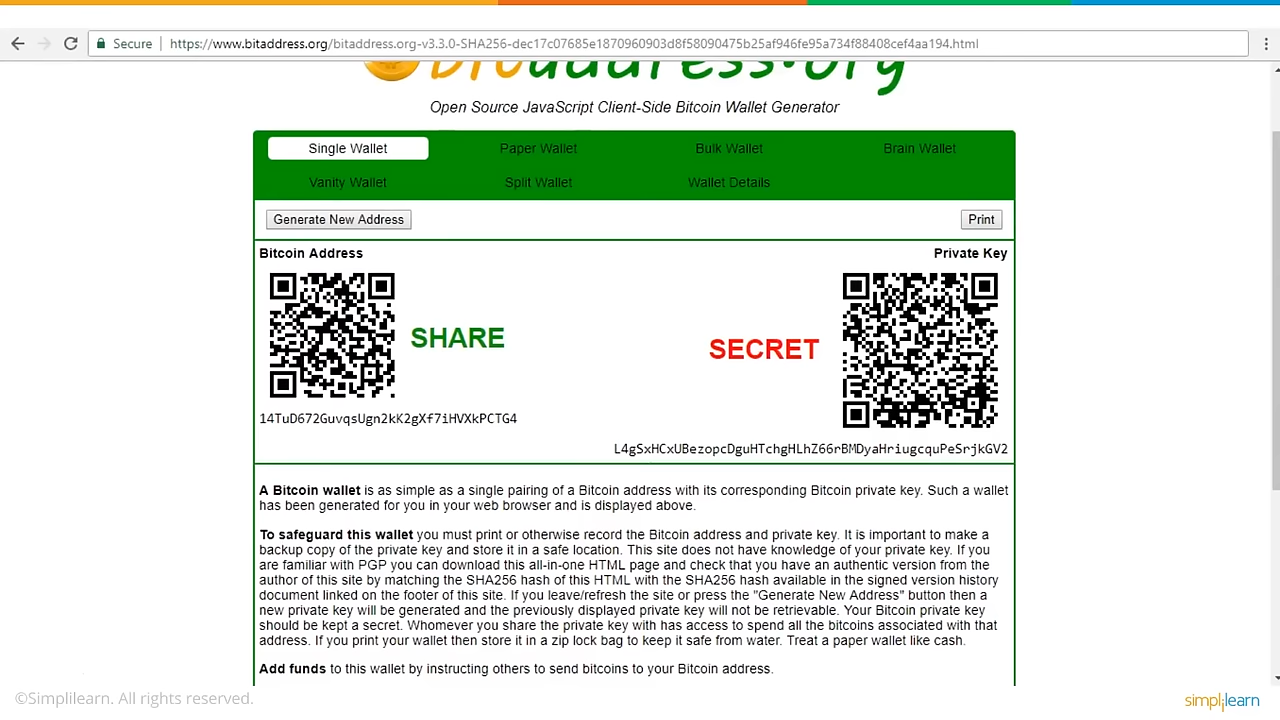 Secure
https://www.bitaddress.org/bitaddress.org-v3.3.0-SHA256-dec17c07685e1870960903d8f58090475b25af946fe95a734f88408cef4aa194.html
bitaddress.org
Open Source JavaScript Client-Side Bitcoin Wallet Generator
Single Wallet Paper Wallet Bulk Wallet Brain Wallet
Vanity Wallet Split Wallet Wallet Details
Generate New Address Print
Bitcoin Address Private Key
SHARE SECRET
14TuD672GuvqsUgn2kK2gXf7iHVXkPCTG4
L4gSxHCxUBezopcDguHTchgHLhZ66rBMDyaHriugcquPeSrjkGV2
A Bitcoin wallet is as simple as a single pairing of a Bitcoin address with its corresponding Bitcoin private key. Such a wallet
has been generated for you in your web browser and is displayed above.
To safeguard this wallet you must print or otherwise record the Bitcoin address and private key. It is important to make a
backup copy of the private key and store it in a safe location. This site does not have knowledge of your private key. If you
are familiar with PGP you can download this all-in-one HTML page and check that you have an authentic version from the
author of this site by matching the SHA256 hash of this HTML with the SHA256 hash available in the signed version history
document linked on the footer of this site. If you leave/refresh the site or press the "Generate New Address" button then a
new private key will be generated and the previously displayed private key will not be retrievable. Your Bitcoin private key
should be kept a secret. Whomever you share the private key with has access to spend all the bitcoins associated with that
address. If you print your wallet then store it in a zip lock bag to keep it safe from water. Treat a paper wallet like cash.
Add funds to this wallet by instructing others to send bitcoins to your Bitcoin address.
©Simplilearn. All rights reserved.
simplilearn